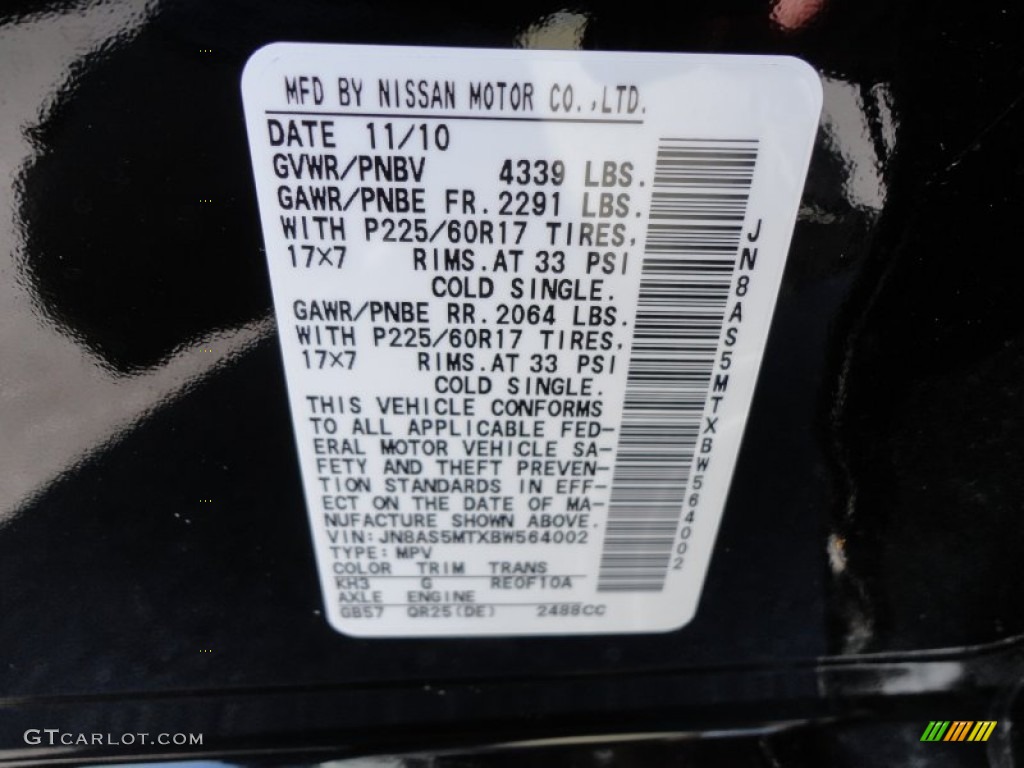 MFD BY NISSAN MOTOR CO.,LTD.
DATE 11/10
GVWR/PNBV 4339 LBS.
GAWR/PNBE FR.2291 LBS.
WITH P225/60R17 TIRES,
17×7 RIMS.AT 33 PSI
COLD SINGLE.
GAWR/PNBE RR.2064 LBS.
WITH P225/60R17 TIRES,
17×7 RIMS.AT 33 PSI
COLD SINGLE.
THIS VEHICLE CONFORMS
TO ALL APPLICABLE FED-
ERAL MOTOR VEHICLE SA-
FETY AND THEFT PREVEN-
TION STANDARDS IN EFF-
ECT ON THE DATE OF MA-
NUFACTURE SHOWN ABOVE.
VIN:JN8AS5MTXBW564002
TYPE:MPV
COLOR TRIM TRANS
KH3 G RE0F10A
AXLE ENGINE
GB57 QR25(DE) 2488CC
JN8AS5MTXBW564002
GTCARLOT.COM